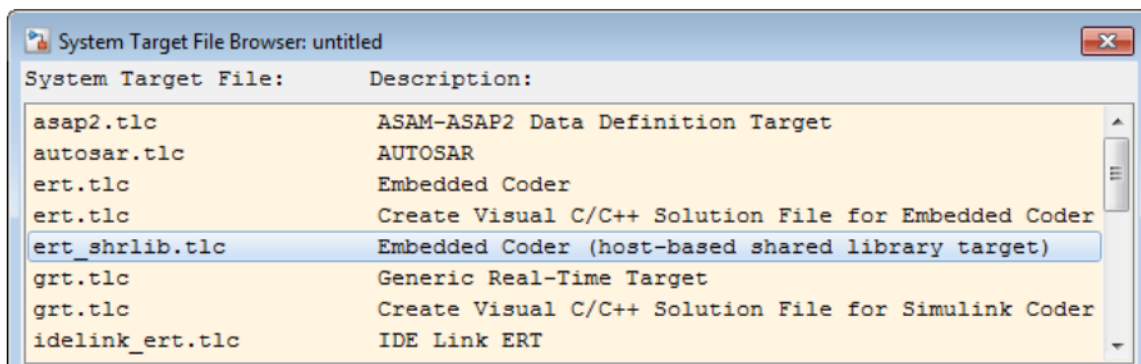 System Target File Browser: untitled
System Target File: Description:
asap2.tlc ASAM-ASAP2 Data Definition Target
autosar.tlc AUTOSAR
ert.tlc Embedded Coder
ert.tlc Create Visual C/C++ Solution File for Embedded Coder
ert_shrlib.tlc Embedded Coder (host-based shared library target)
grt.tlc Generic Real-Time Target
grt.tlc Create Visual C/C++ Solution File for Simulink Coder
idelink_ert.tlc IDE Link ERT